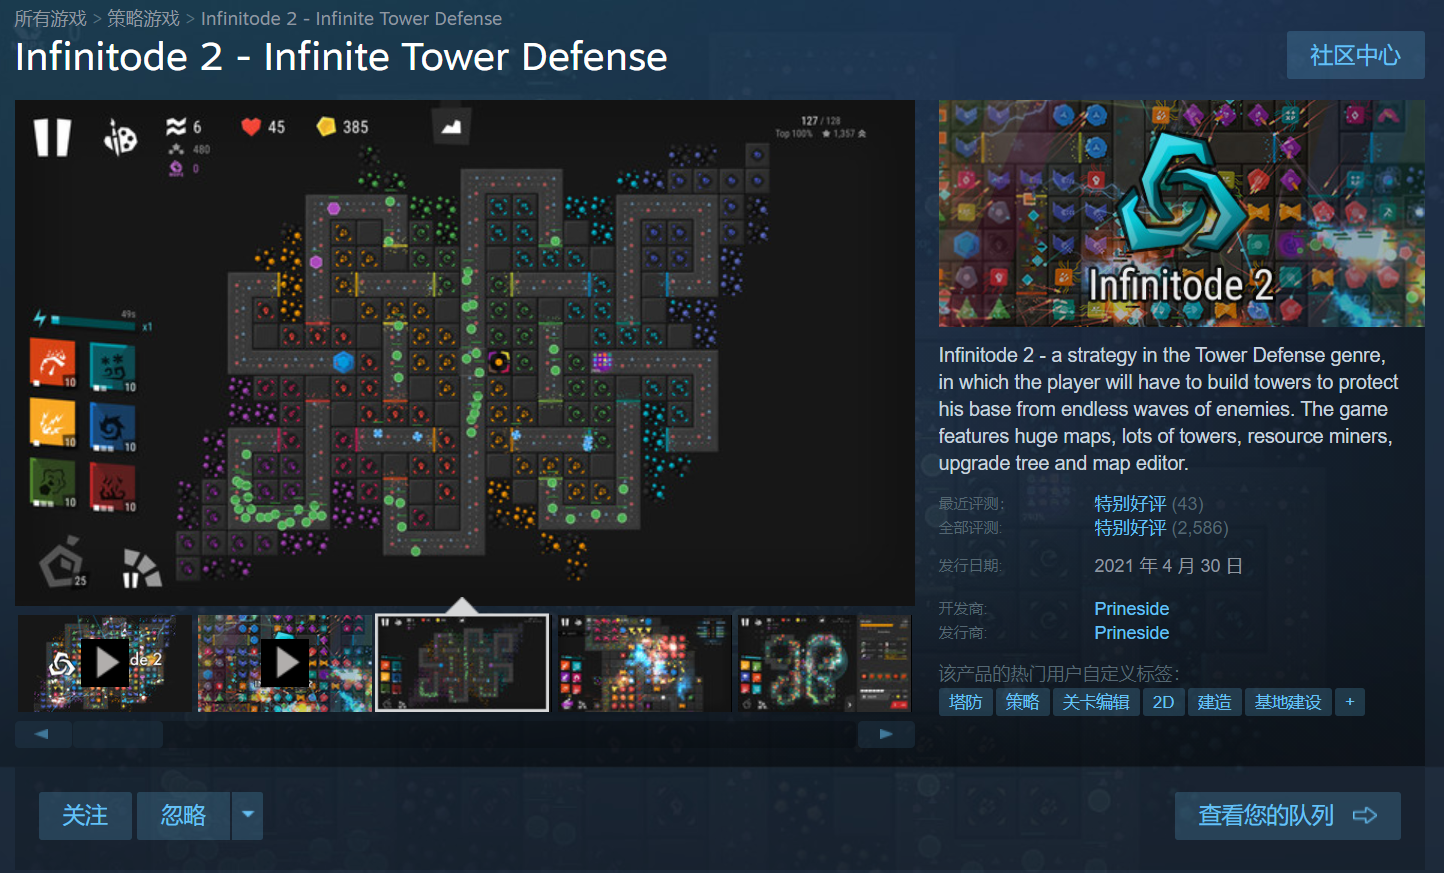 所有游戏 > 策略游戏 > Infinitode 2 - Infinite Tower Defense
Infinitode 2 - Infinite Tower Defense
社区中心
6
45
385
480
0
127 / 128
Top 100% ★ 1,357
49s
x1
10
10
10
10
10
10
25
de 2
Infinitode 2
Infinitode 2 - a strategy in the Tower Defense genre,
in which the player will have to build towers to protect
his base from endless waves of enemies. The game
features huge maps, lots of towers, resource miners,
upgrade tree and map editor.
最近评测: 特别好评 (43)
全部评测: 特别好评 (2,586)
发行日期: 2021 年 4 月 30 日
开发商: Prineside
发行商: Prineside
该产品的热门用户自定义标签:
塔防 策略 关卡编辑 2D 建造 基地建设 +
关注 忽略
查看您的队列